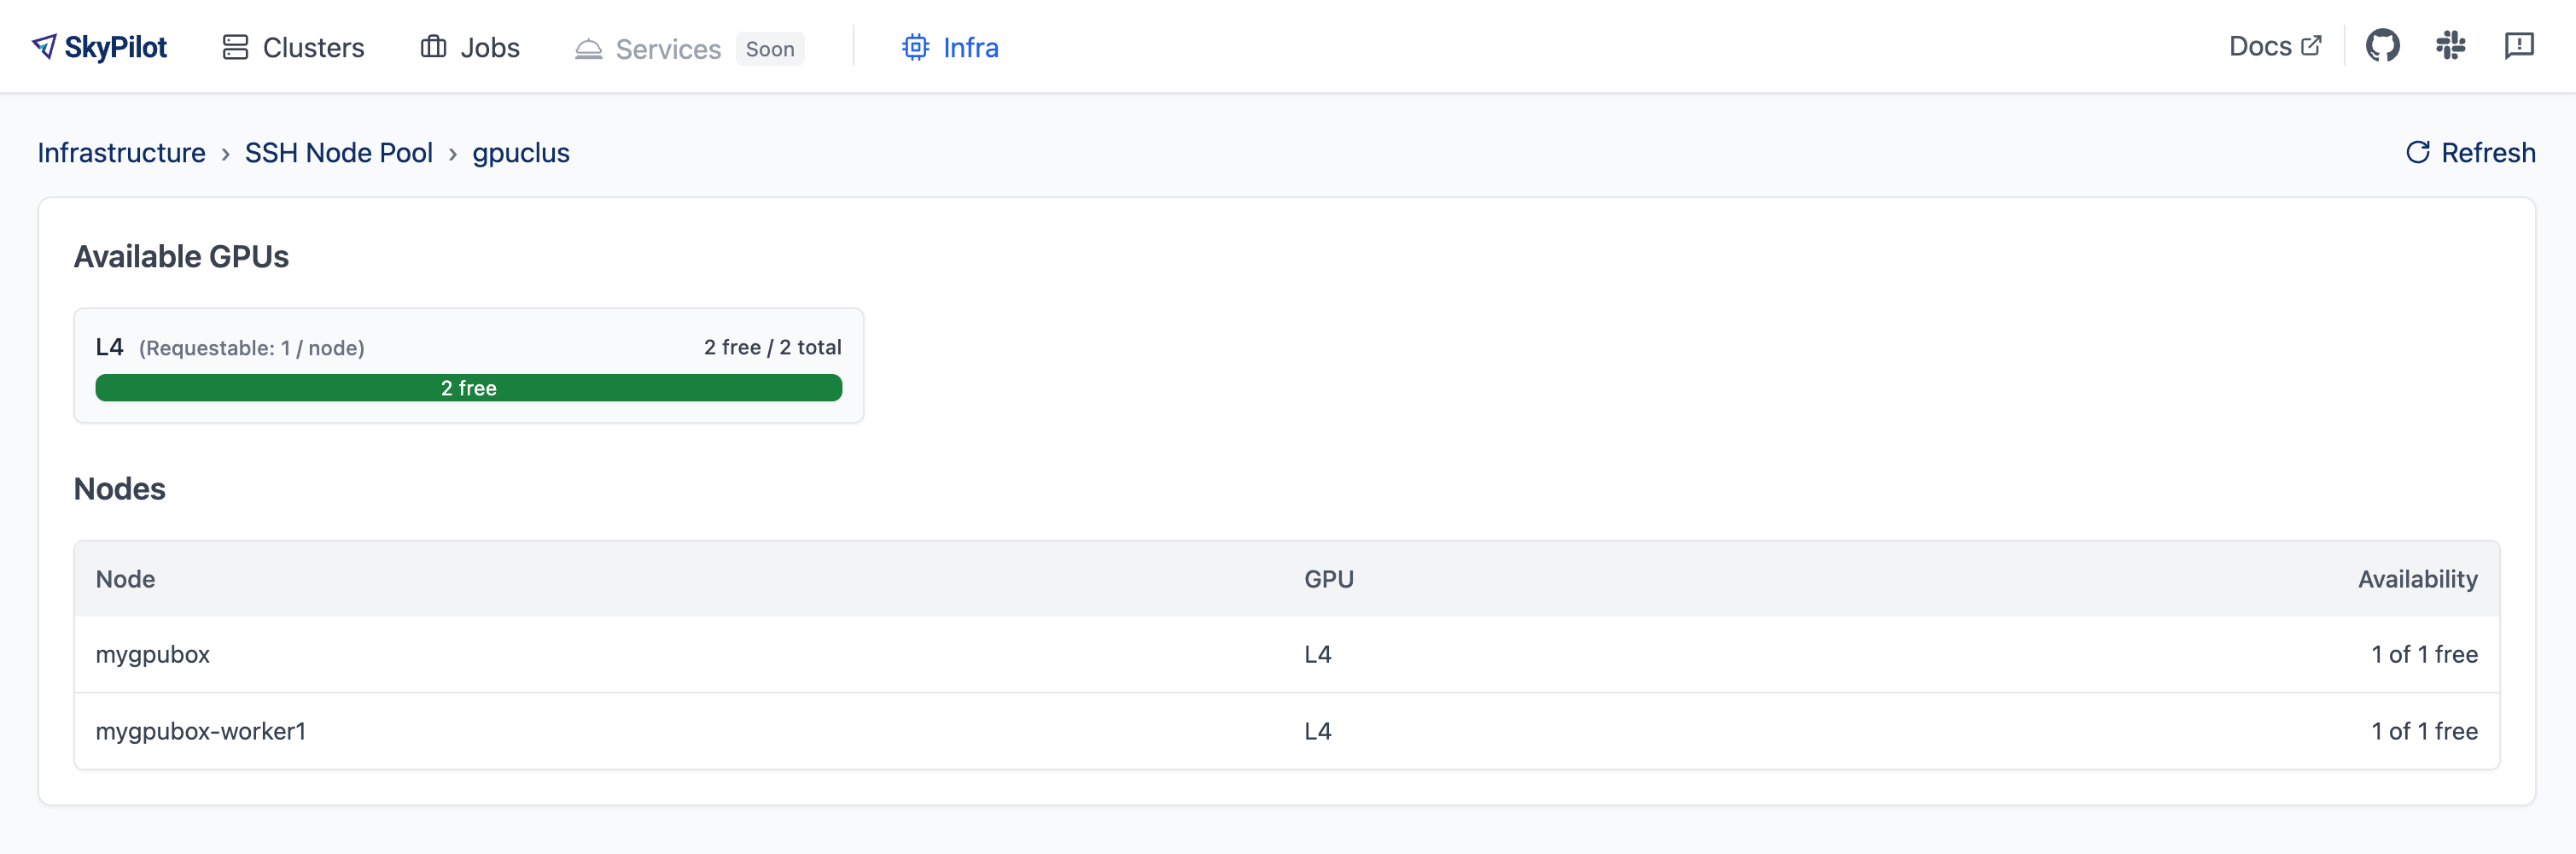 SkyPilot Clusters Jobs Services Soon Infra Docs
Infrastructure › SSH Node Pool › gpuclus Refresh
Available GPUs
L4 (Requestable: 1 / node) 2 free / 2 total
2 free
Nodes
Node GPU Availability
mygpubox L4 1 of 1 free
mygpubox-worker1 L4 1 of 1 free